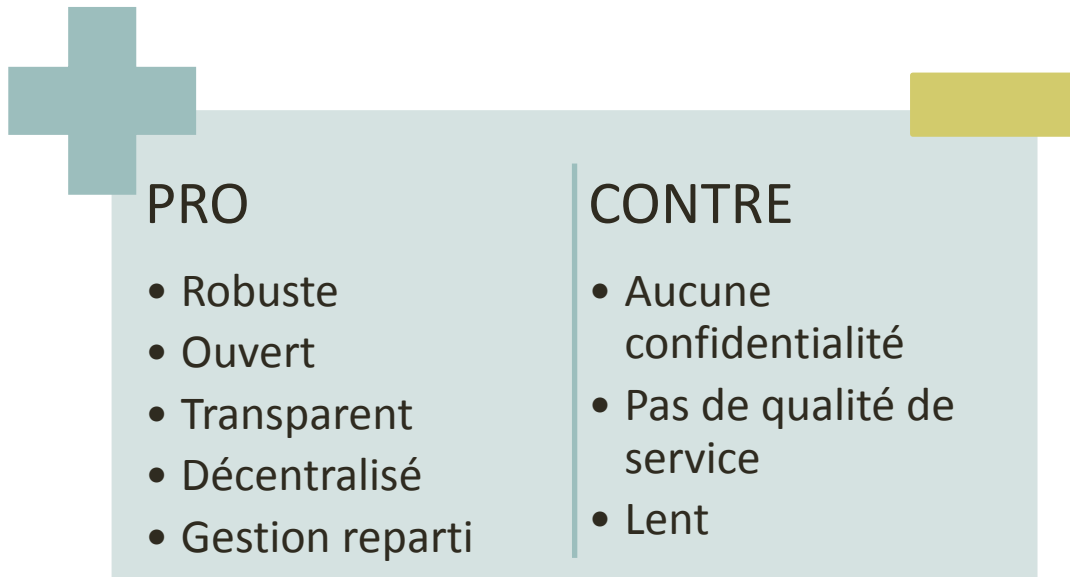 PRO
• Robuste
• Ouvert
• Transparent
• Décentralisé
• Gestion reparti
CONTRE
• Aucune
confidentialité
• Pas de qualité de
service
• Lent